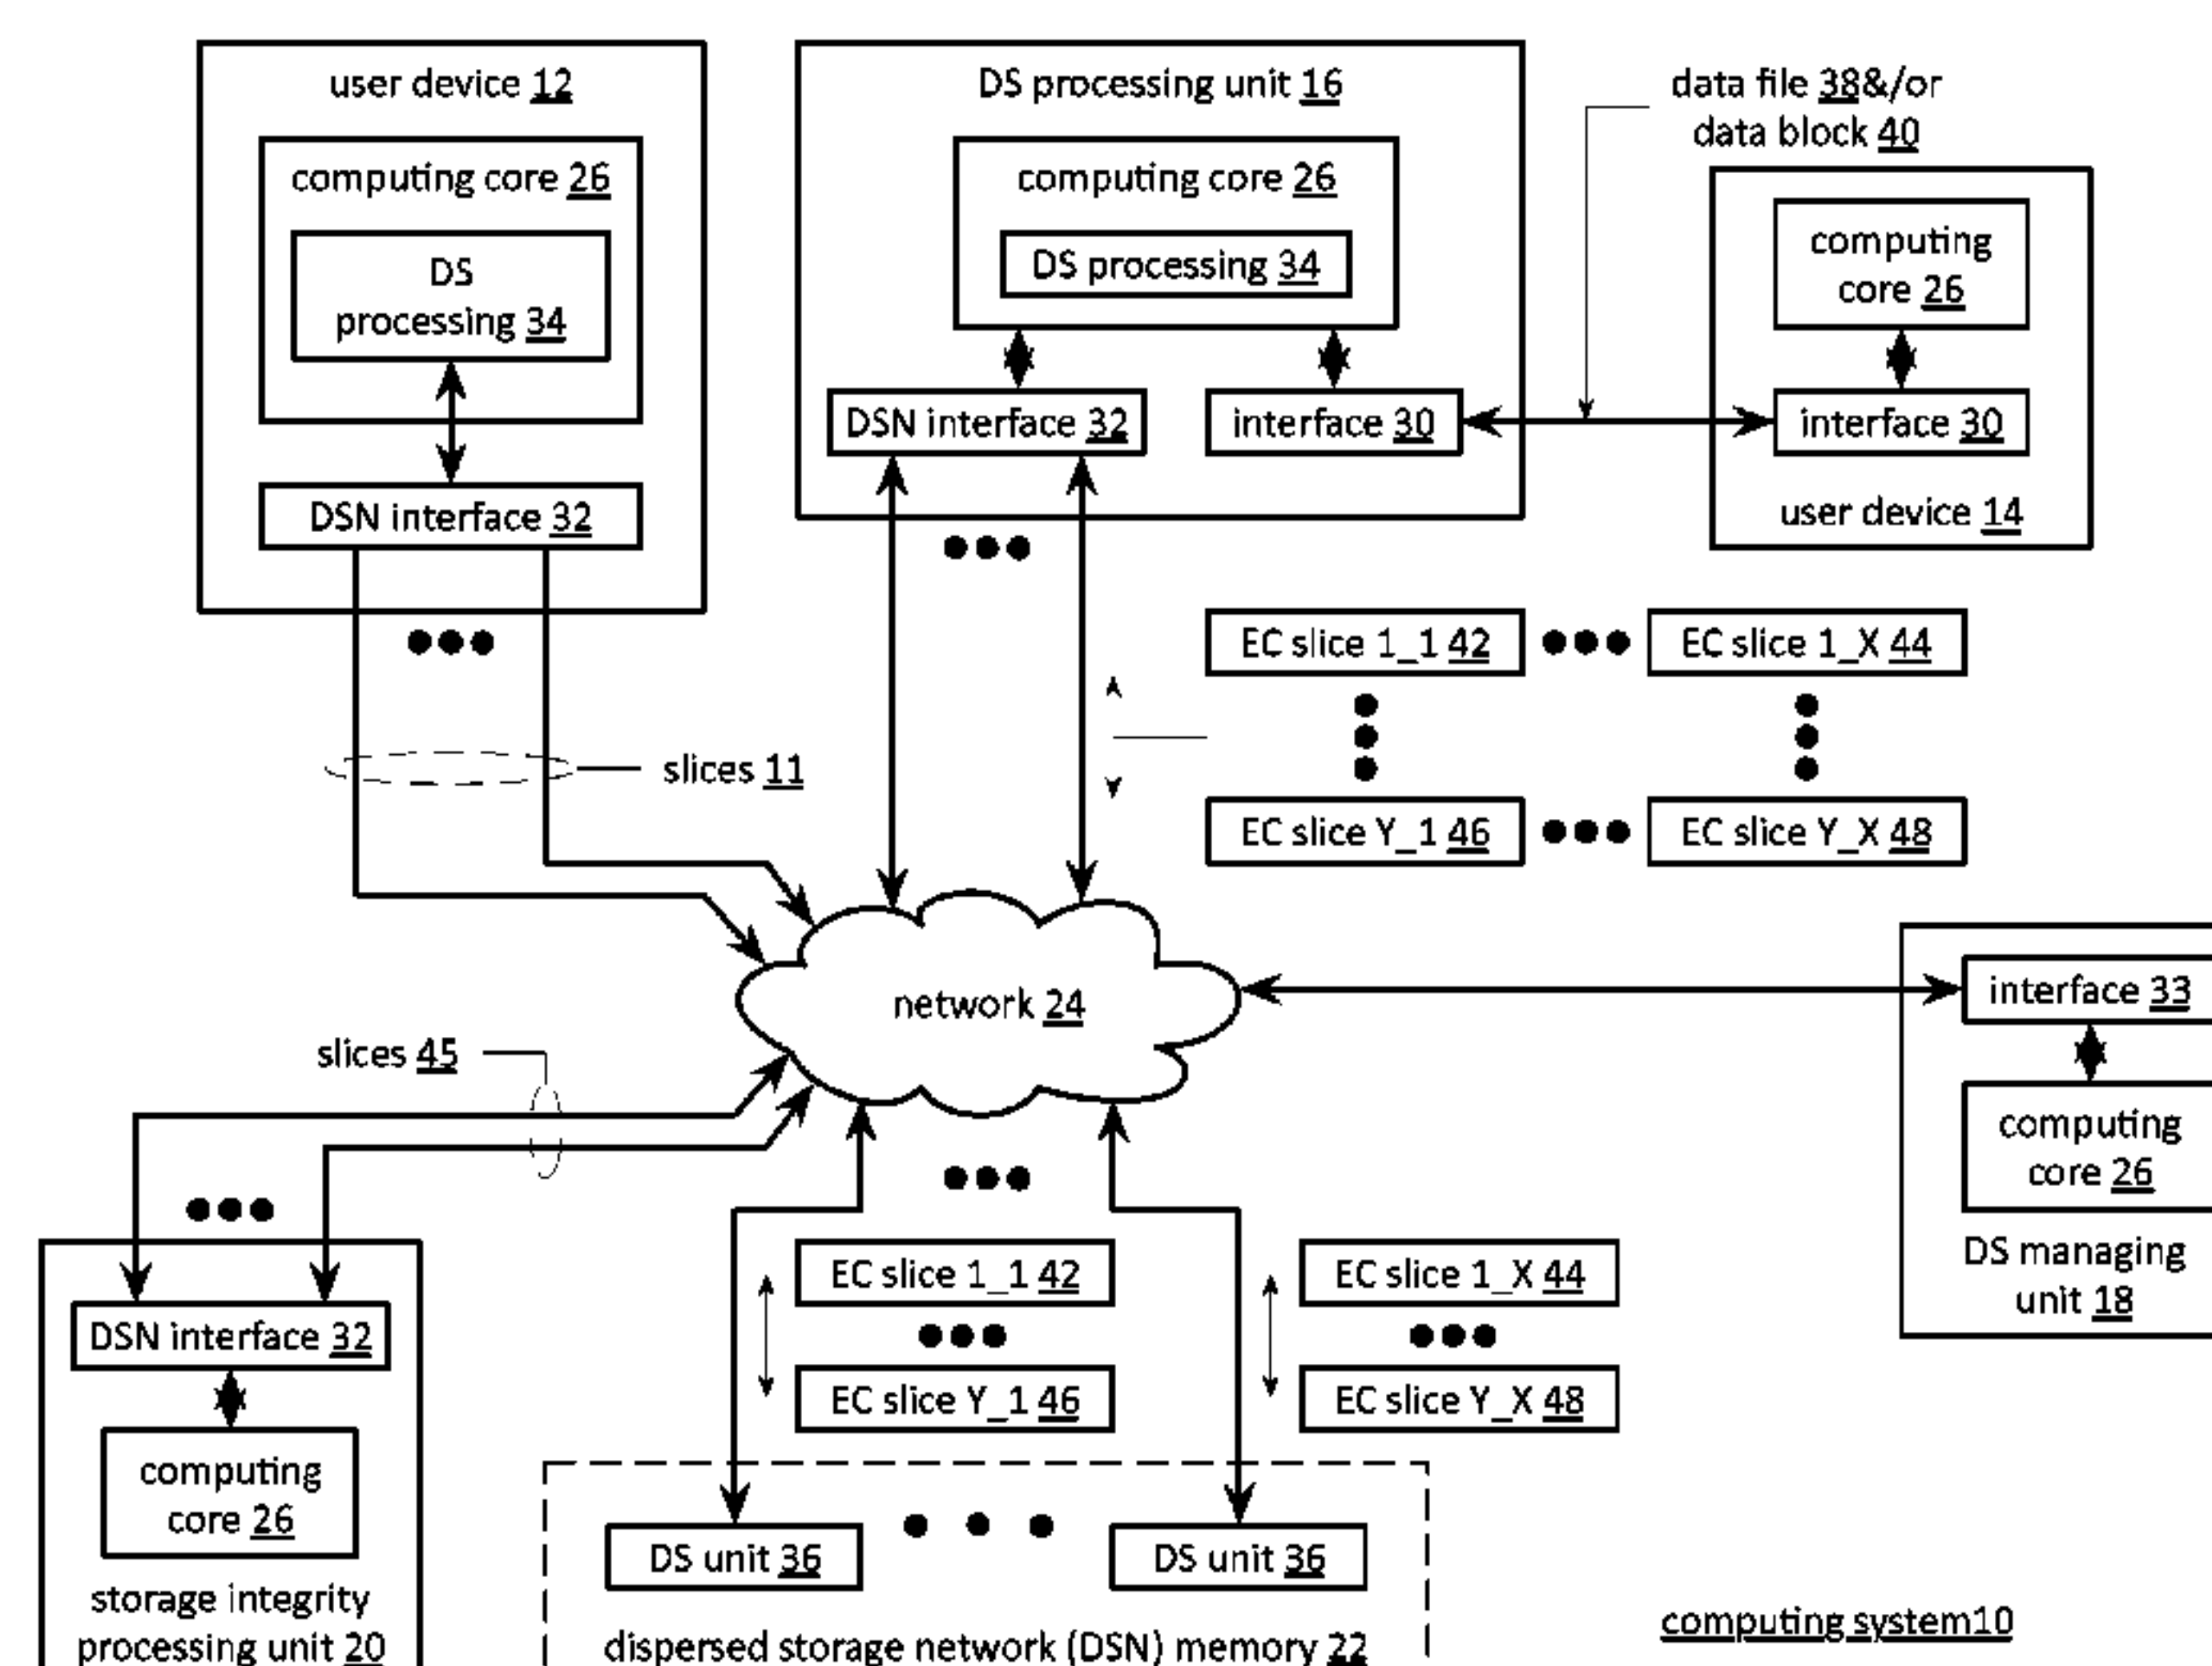 user device 12
computing core 26
DS
processing 34
DSN interface 32
DS processing unit 16
computing core 26
DS processing 34
DSN interface 32
interface 30
data file 38&/or
data block 40
computing
core 26
interface 30
user device 14
slices 11
EC slice 1_1 42
EC slice 1_X 44
EC slice Y_1 46
EC slice Y_X 48
network 24
interface 33
computing
core 26
DS managing
unit 18
slices 45
DSN interface 32
computing
core 26
storage integrity
processing unit 20
EC slice 1_1 42
EC slice Y_1 46
EC slice 1_X 44
EC slice Y_X 48
DS unit 36
DS unit 36
dispersed storage network (DSN) memory 22
computing system10